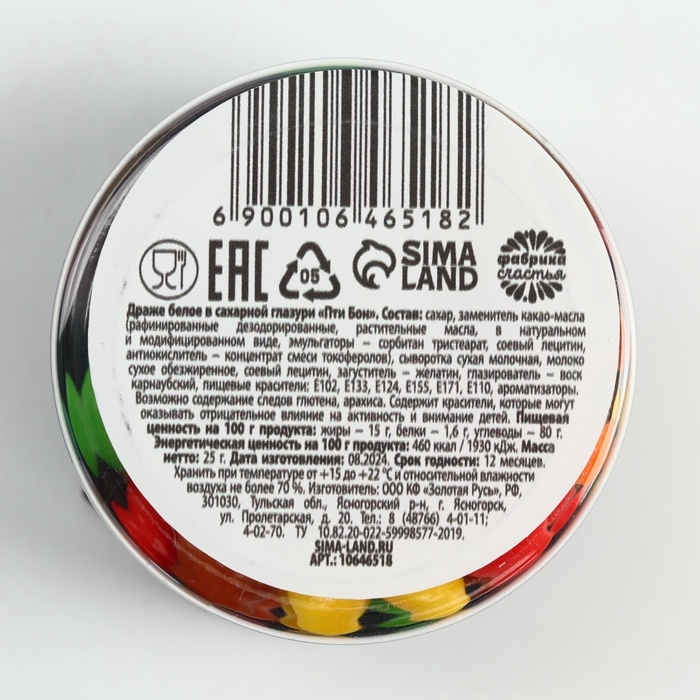 6 900106 465182
EAC 05 SIMA LAND фабрика счастья
Драже белое в сахарной глазури «Пти Бон». Состав: сахар, заменитель какао-масла
(рафинированные дезодорированные, растительные масла, в натуральном
и модифицированном виде, эмульгаторы – сорбитан тристеарат, соевый лецитин,
антиокислитель – концентрат смеси токоферолов), сыворотка сухая молочная, молоко
сухое обезжиренное, соевый лецитин, загуститель – желатин, глазирователь – воск
карнаубский, пищевые красители: Е102, Е133, Е124, Е155, Е171, Е110, ароматизаторы.
Возможно содержание следов глютена, арахиса. Содержит красители, которые могут
оказывать отрицательное влияние на активность и внимание детей. Пищевая
ценность на 100 г продукта: жиры – 15 г, белки – 1,6 г, углеводы – 80 г.
Энергетическая ценность на 100 г продукта: 460 ккал / 1930 кДж. Масса
нетто: 25 г. Дата изготовления: 08.2024. Срок годности: 12 месяцев.
Хранить при температуре от +15 до +22 °С и относительной влажности
воздуха не более 70 %. Изготовитель: ООО КФ «Золотая Русь», РФ,
301030, Тульская обл., Ясногорский р-н, г. Ясногорск,
ул. Пролетарская, д. 20. Тел.: 8 (48766) 4-01-11;
4-02-70. ТУ 10.82.20-022-59998577-2019.
SIMA-LAND.RU
АРТ.: 10646518